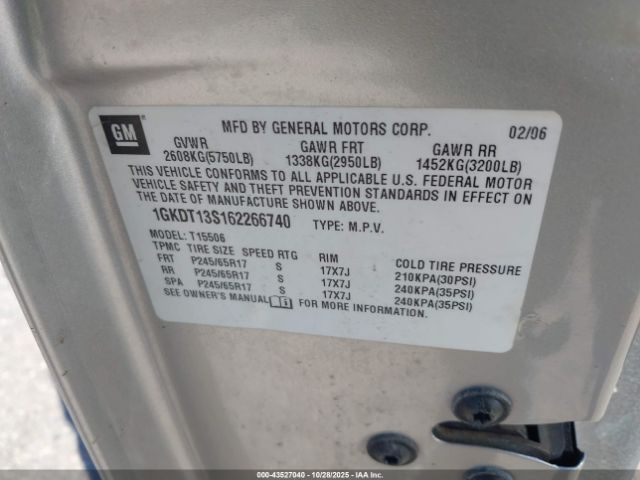 GM
MFD BY GENERAL MOTORS CORP. 02/06
GVWR GAWR FRT GAWR RR
2608KG(5750LB) 1338KG(2950LB) 1452KG(3200LB)
THIS VEHICLE CONFORMS TO ALL APPLICABLE U.S. FEDERAL MOTOR
VEHICLE SAFETY AND THEFT PREVENTION STANDARDS IN EFFECT ON
THE DATE OF MANUFACTURE SHOWN ABOVE.
1GKDT13S162266740 TYPE: M.P.V.
MODEL: T15506
TPMC TIRE SIZE SPEED RTG RIM COLD TIRE PRESSURE
FRT P245/65R17 S 17X7J 210KPA(30PSI)
RR P245/65R17 S 17X7J 240KPA(35PSI)
SPA P245/65R17 S 17X7J 240KPA(35PSI)
SEE OWNER'S MANUAL FOR MORE INFORMATION.
000-43527040 - 10/28/2025 - COPYRIGHT IAA, LLC